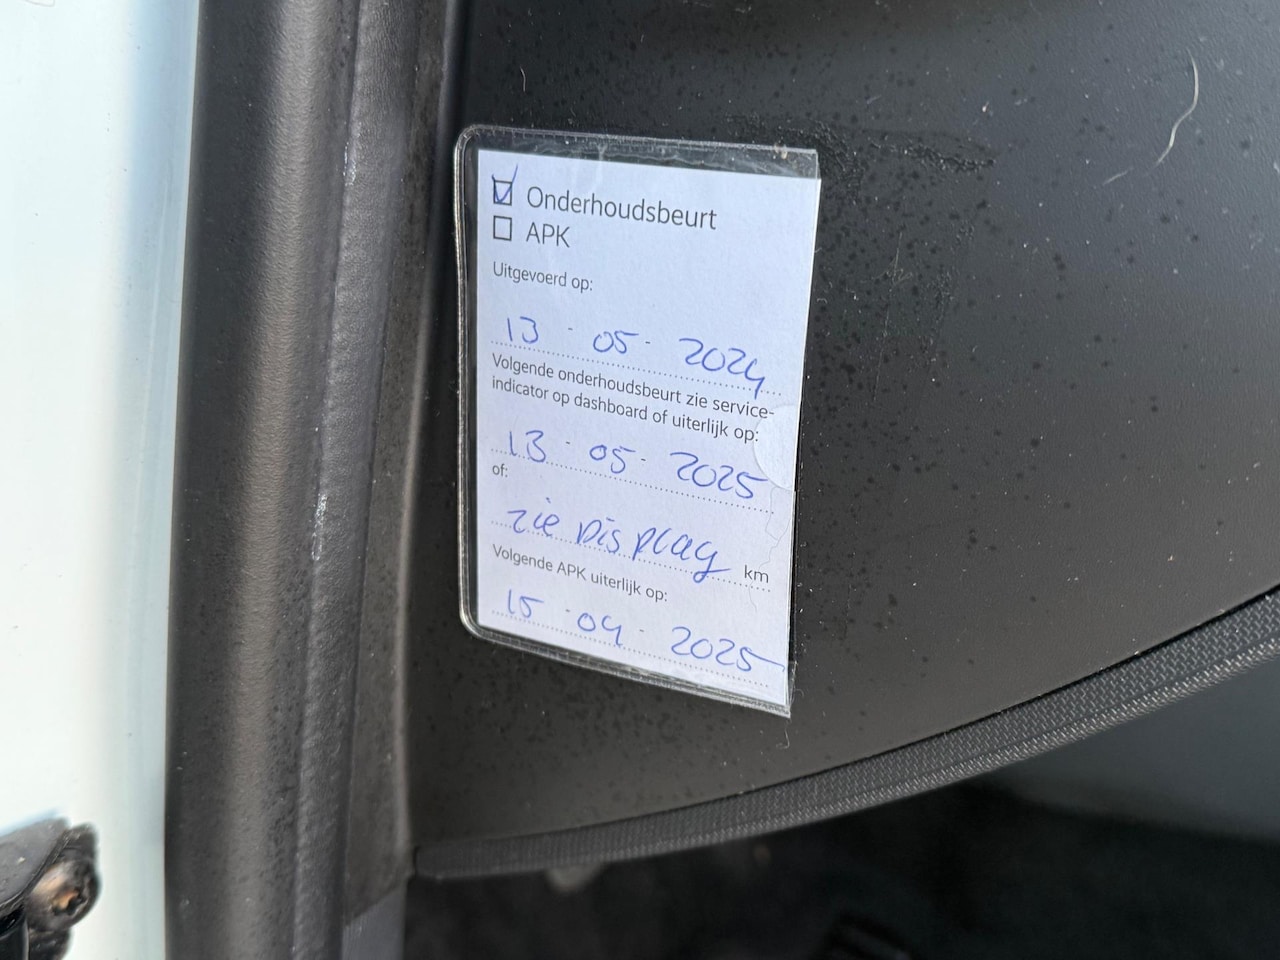 Onderhoudsbeurt
APK
Uitgevoerd op:
13 - 05 - 2024
Volgende onderhoudsbeurt zie service-
indicator op dashboard of uiterlijk op:
13 - 05 - 2025
of:
zie Display km
Volgende APK uiterlijk op:
15 - 09 - 2025